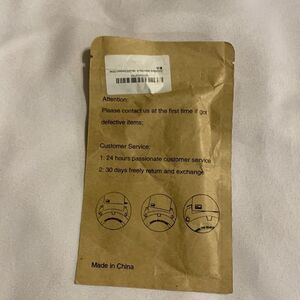 Attention:
Please contact us at the first time if got
defective items;
Customer Service:
1: 24 hours passionate customer service
2: 30 days freely return and exchange
Made in China